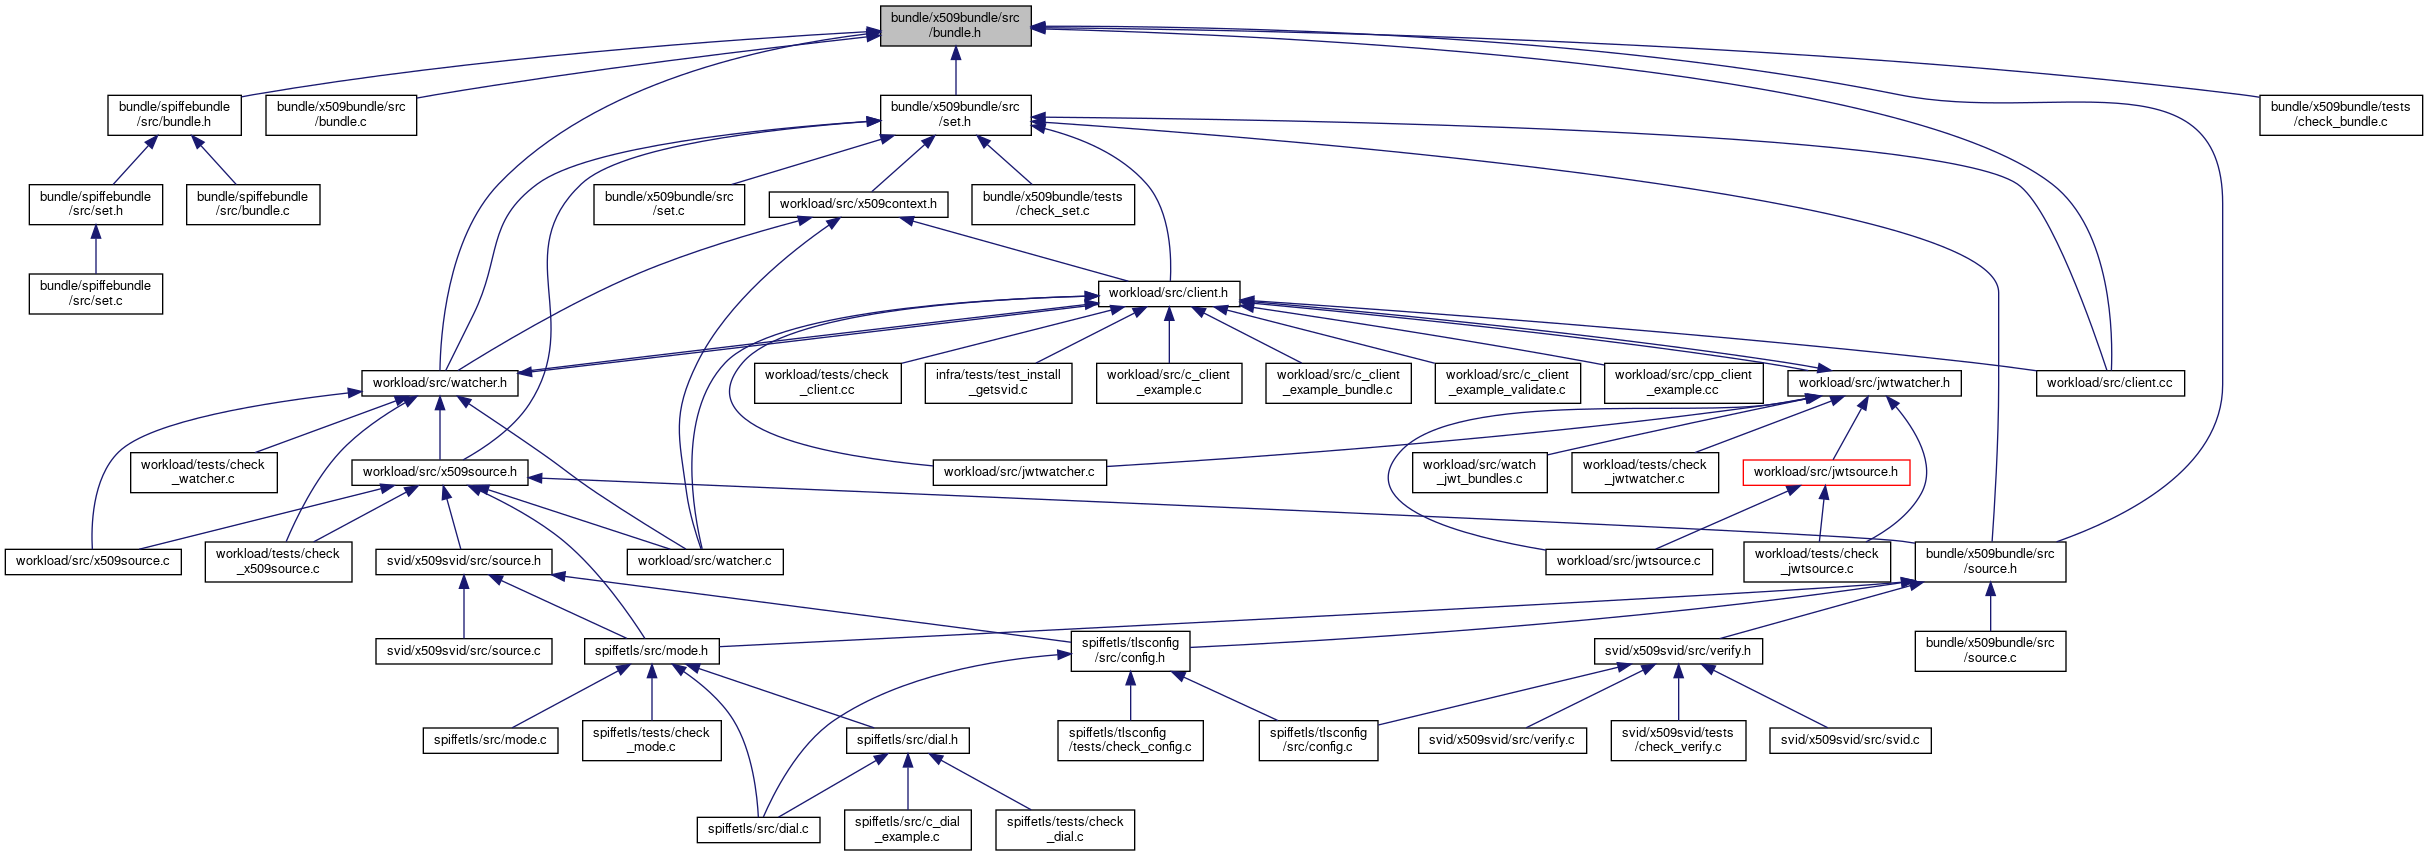 bundle/x509bundle/src
/bundle.h
bundle/spiffebundle
/src/bundle.h
bundle/x509bundle/src
/bundle.c
bundle/x509bundle/src
/set.h
bundle/x509bundle/tests
/check_bundle.c
bundle/spiffebundle
/src/set.h
bundle/spiffebundle
/src/bundle.c
bundle/x509bundle/src
/set.c
workload/src/x509context.h
bundle/x509bundle/tests
/check_set.c
bundle/spiffebundle
/src/set.c
workload/src/client.h
workload/src/watcher.h
workload/tests/check
_client.cc
infra/tests/test_install
_getsvid.c
workload/src/c_client
_example.c
workload/src/c_client
_example_bundle.c
workload/src/c_client
_example_validate.c
workload/src/cpp_client
_example.cc
workload/src/jwtwatcher.h
workload/src/client.cc
workload/tests/check
_watcher.c
workload/src/x509source.h
workload/src/jwtwatcher.c
workload/src/watch
_jwt_bundles.c
workload/tests/check
_jwtwatcher.c
workload/src/jwtsource.h
workload/src/x509source.c
workload/tests/check
_x509source.c
svid/x509svid/src/source.h
workload/src/watcher.c
workload/src/jwtsource.c
workload/tests/check
_jwtsource.c
bundle/x509bundle/src
/source.h
svid/x509svid/src/source.c
spiffetls/src/mode.h
spiffetls/tlsconfig
/src/config.h
svid/x509svid/src/verify.h
bundle/x509bundle/src
/source.c
spiffetls/src/mode.c
spiffetls/tests/check
_mode.c
spiffetls/src/dial.h
spiffetls/tlsconfig
/tests/check_config.c
spiffetls/tlsconfig
/src/config.c
svid/x509svid/src/verify.c
svid/x509svid/tests
/check_verify.c
svid/x509svid/src/svid.c
spiffetls/src/dial.c
spiffetls/src/c_dial
_example.c
spiffetls/tests/check
_dial.c